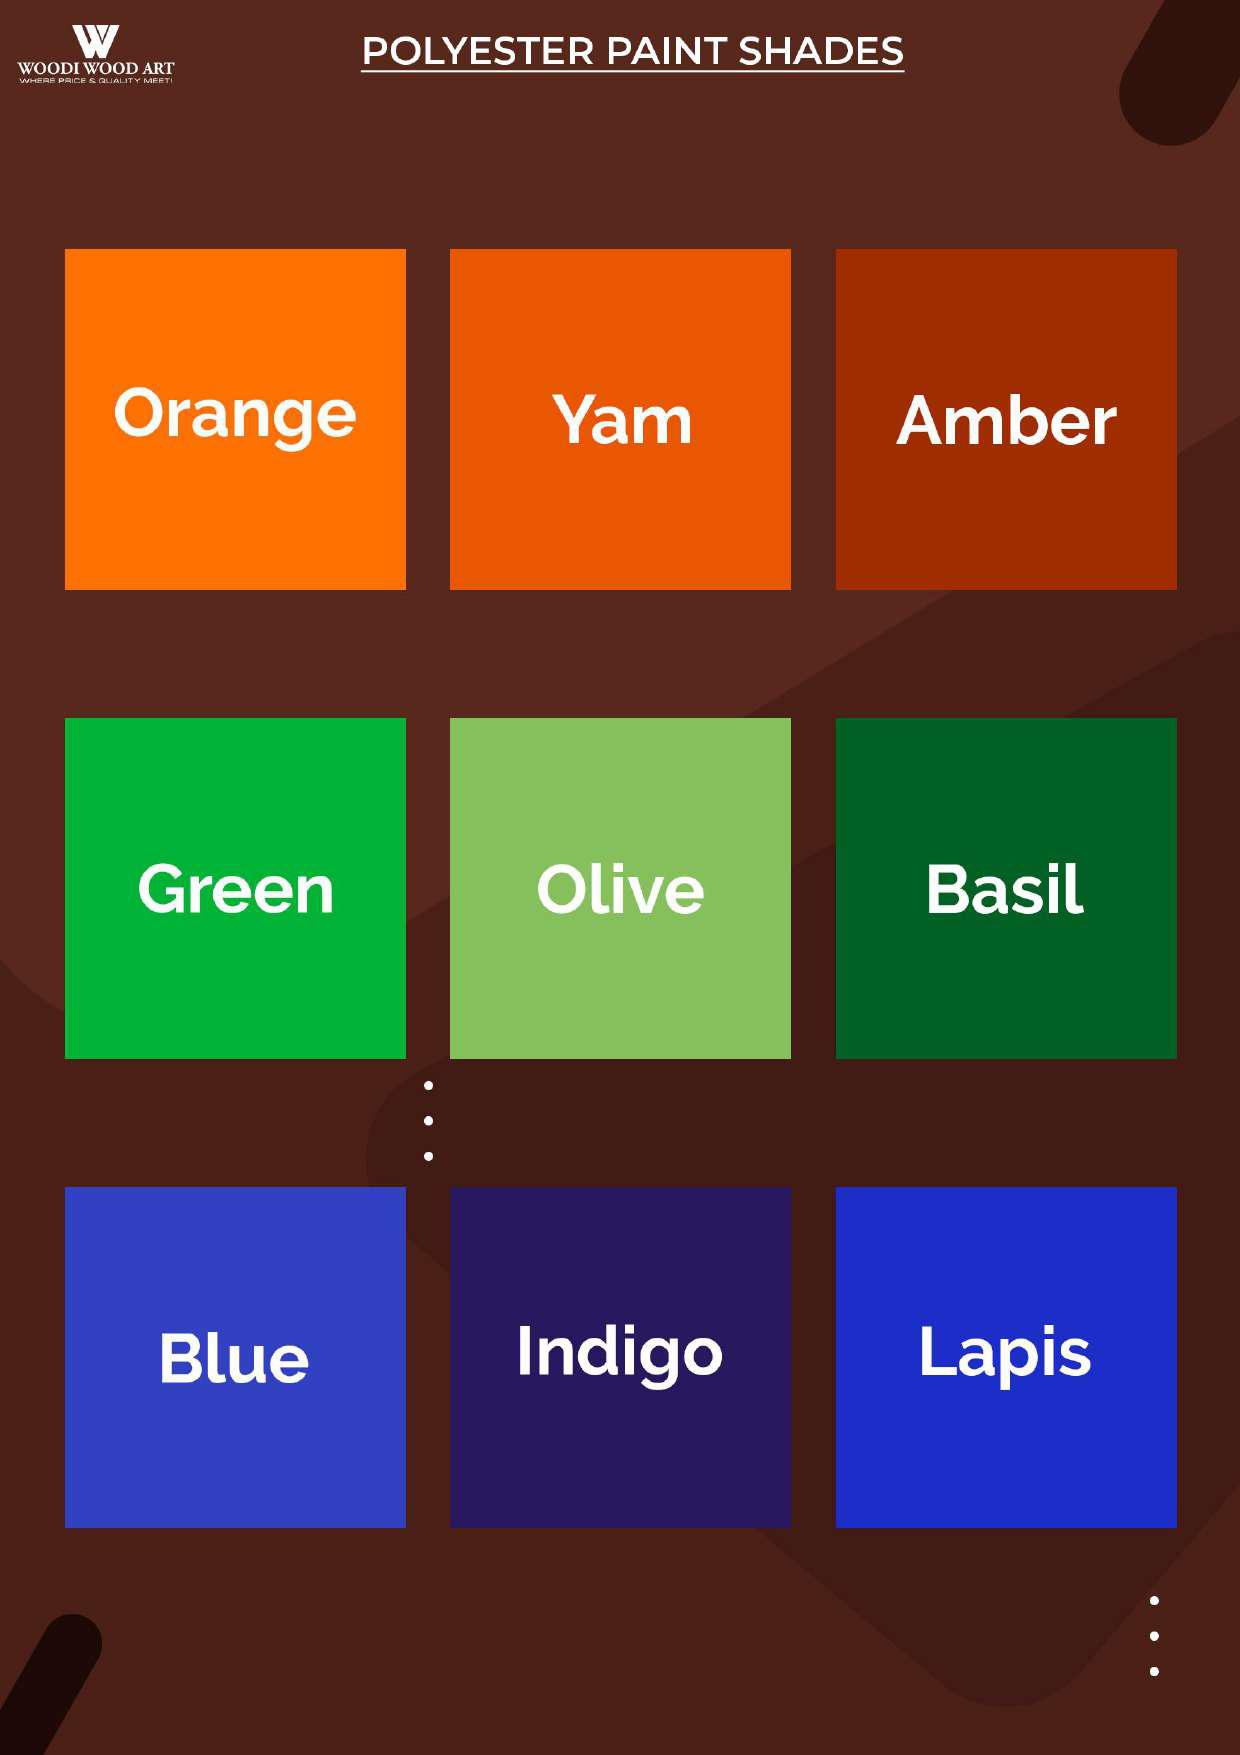 WOODI WOOD ART
WHERE PRICE & QUALITY MEET!
POLYESTER PAINT SHADES
Orange
Yam
Amber
Green
Olive
Basil
Blue
Indigo
Lapis